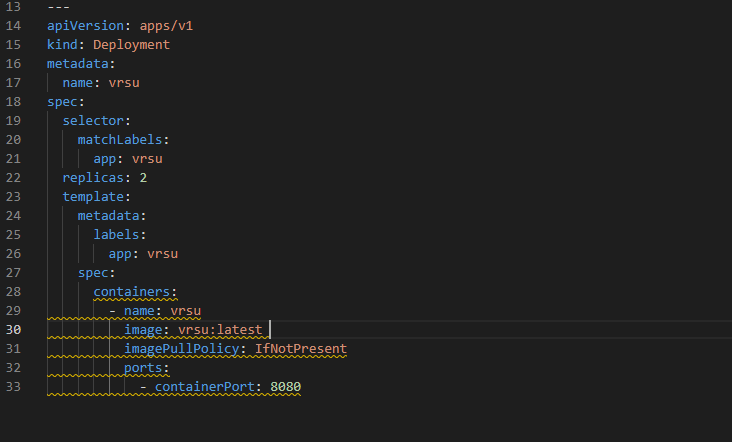 13 ---
14 apiVersion: apps/v1
15 kind: Deployment
16 metadata:
17   name: vrsu
18 spec:
19   selector:
20     matchLabels:
21       app: vrsu
22   replicas: 2
23   template:
24     metadata:
25       labels:
26         app: vrsu
27     spec:
28       containers:
29         - name: vrsu
30           image: vrsu:latest
31           imagePullPolicy: IfNotPresent
32           ports:
33             - containerPort: 8080